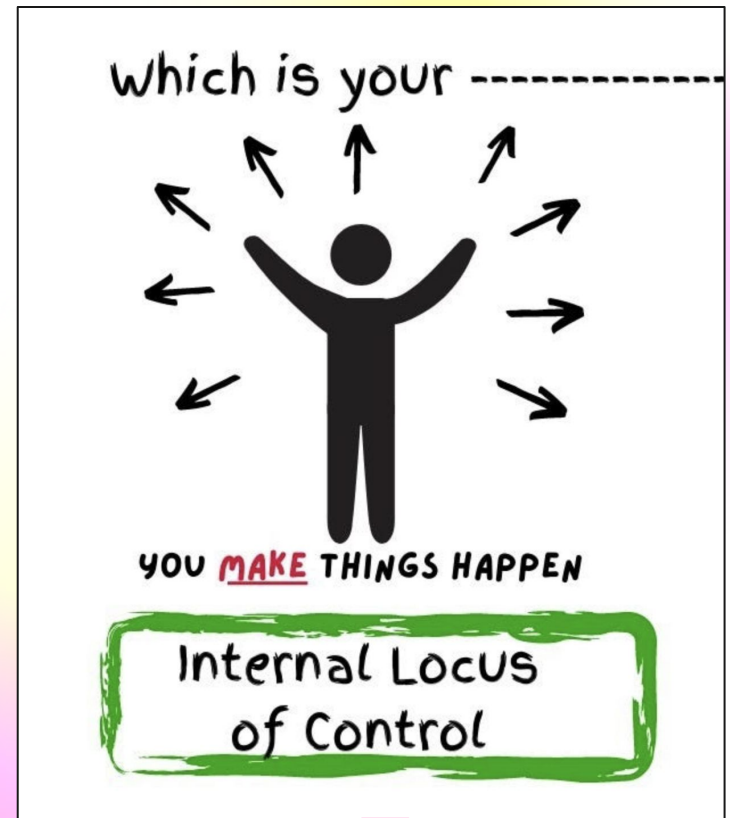 Which is your ------------------
YOU MAKE THINGS HAPPEN
Internal Locus
of Control